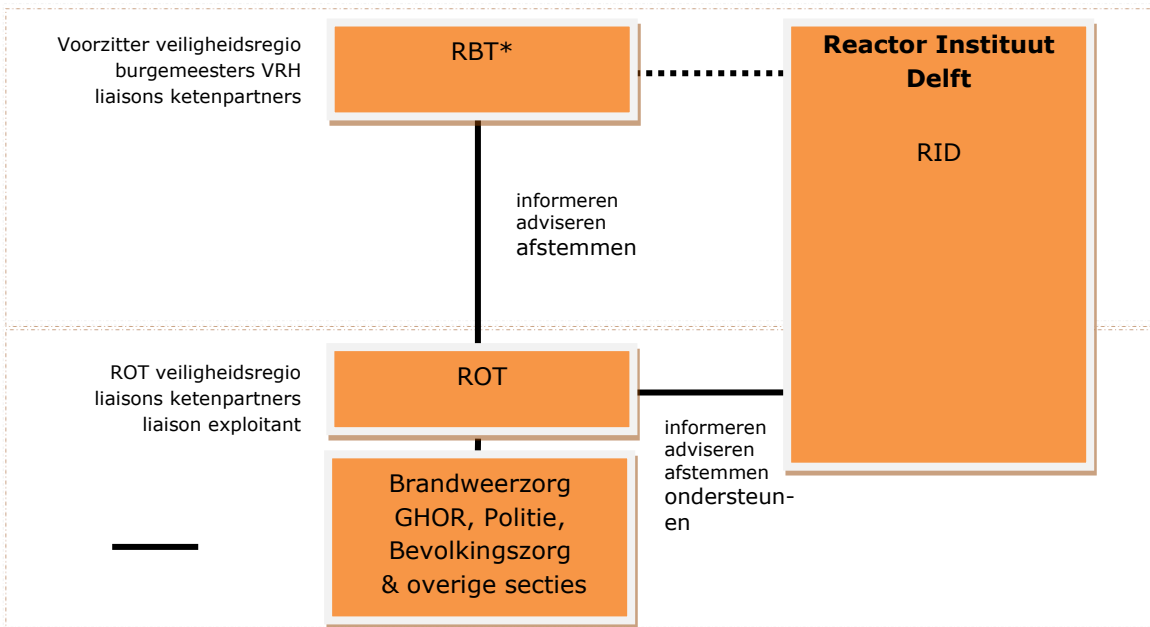 Voorzitter veiligheidsregio
burgemeesters VRH
liaisons ketenpartners
RBT*
Reactor Instituut
Delft
RID
informeren
adviseren
afstemmen
ROT veiligheidsregio
liaisons ketenpartners
liaison exploitant
ROT
informeren
adviseren
afstemmen
ondersteun-
en
Brandweerzorg
GHOR, Politie,
Bevolkingszorg
& overige secties